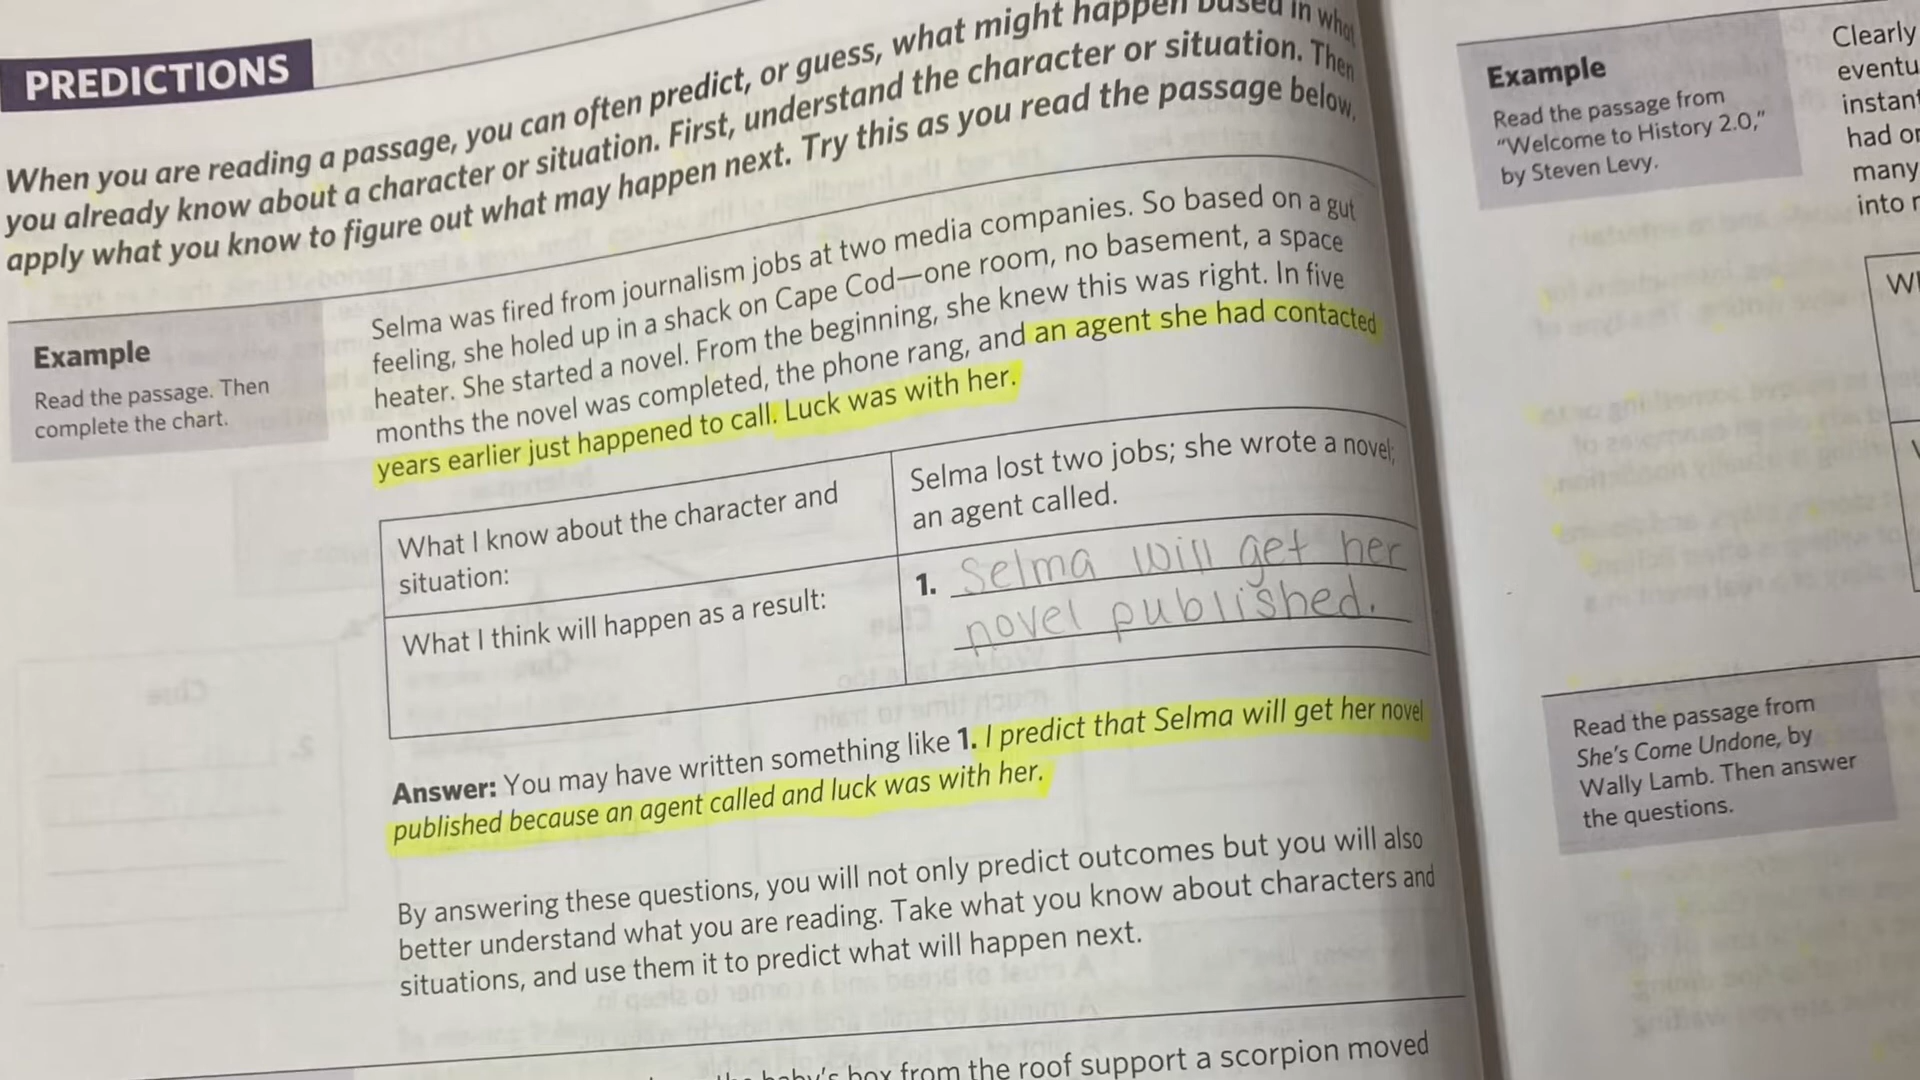 PREDICTIONS
When you are reading a passage, you can often predict, or guess, what might happen based in what
you already know about a character or situation. First, understand the character or situation. Then
apply what you know to figure out what may happen next. Try this as you read the passage below.
Example
Read the passage. Then
complete the chart.
Selma was fired from journalism jobs at two media companies. So based on a gut
feeling, she holed up in a shack on Cape Cod—one room, no basement, a space
heater. She started a novel. From the beginning, she knew this was right. In five
months the novel was completed, the phone rang, and an agent she had contacted
years earlier just happened to call. Luck was with her.
What I know about the character and
situation:
Selma lost two jobs; she wrote a novel;
an agent called.
What I think will happen as a result:
1. Selma will get her
novel published.
Answer: You may have written something like 1. I predict that Selma will get her novel
published because an agent called and luck was with her.
By answering these questions, you will not only predict outcomes but you will also
better understand what you are reading. Take what you know about characters and
situations, and use them it to predict what will happen next.
baby's box from the roof support a scorpion moved
Example
Read the passage from
"Welcome to History 2.0,"
by Steven Levy.
Clearly
eventu
instant
had or
many
into
Read the passage from
She's Come Undone, by
Wally Lamb. Then answer
the questions.